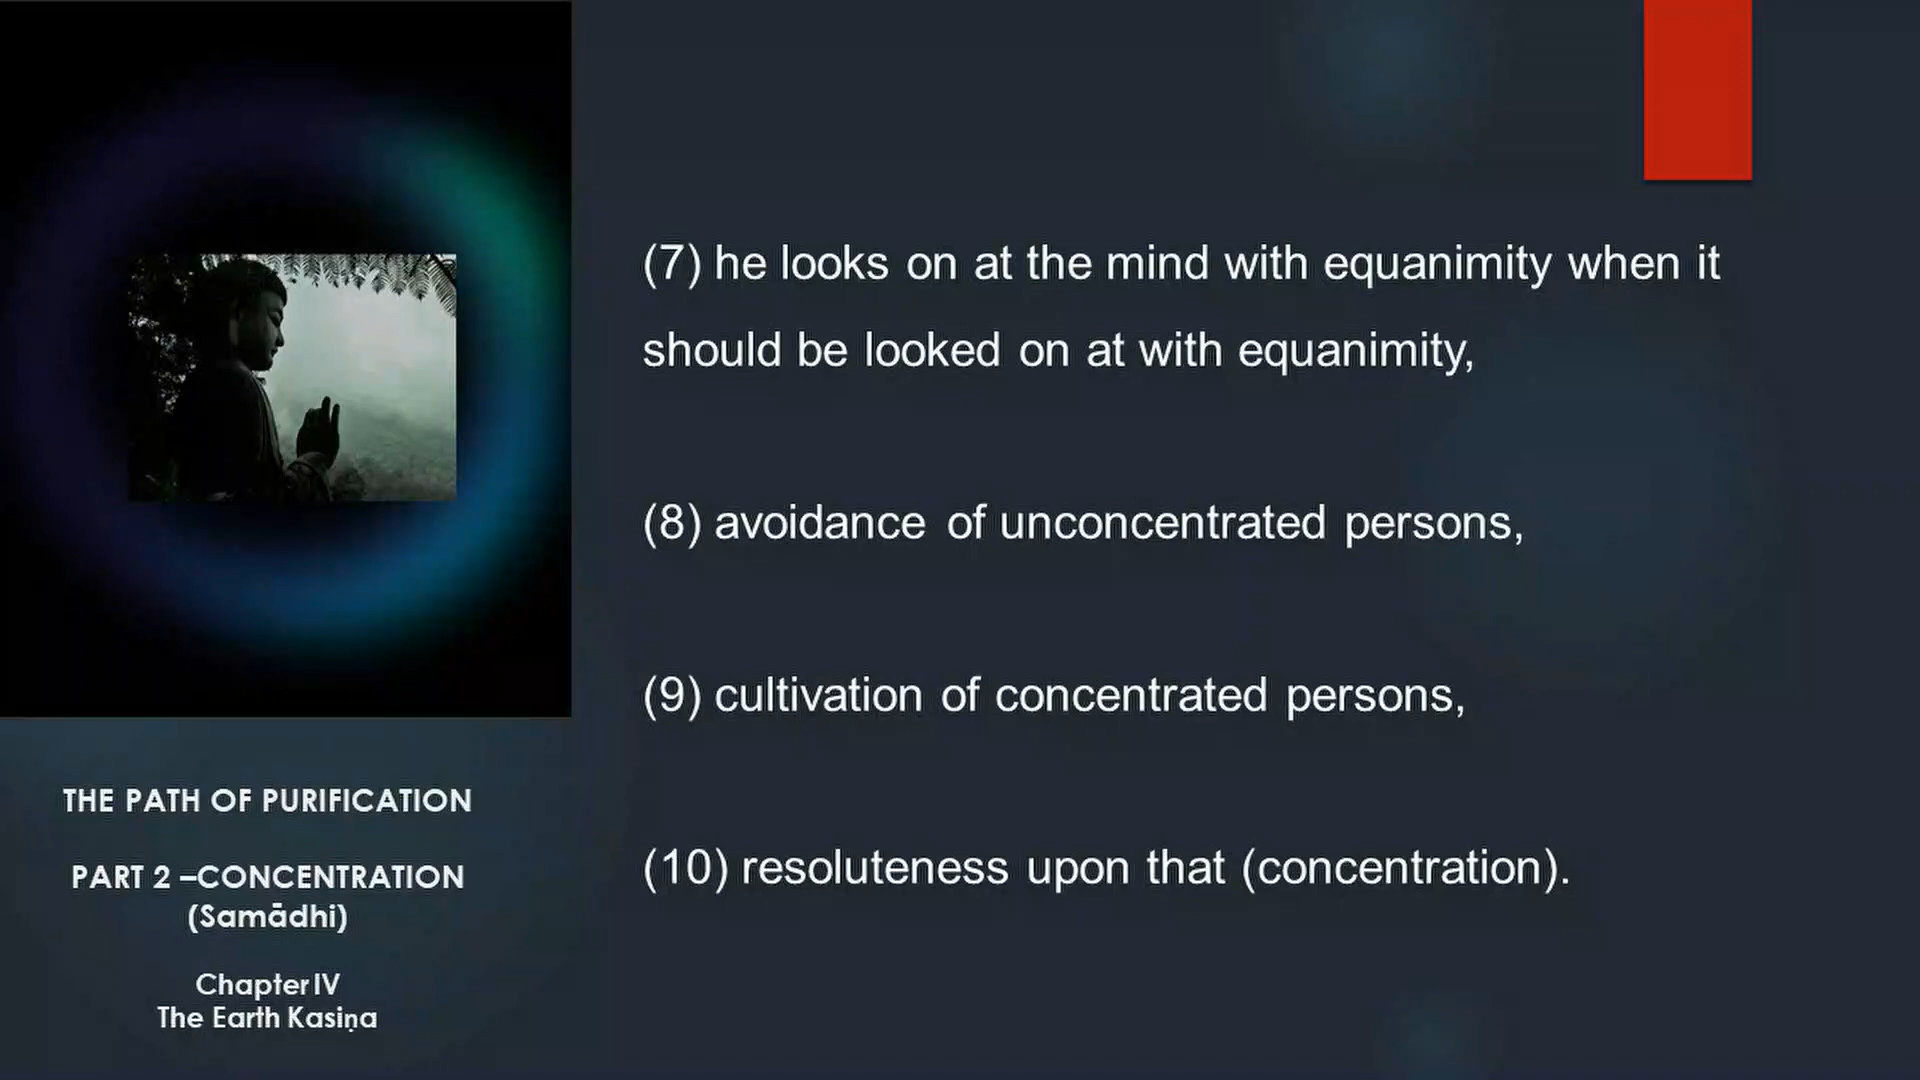 (7) he looks on at the mind with equanimity when it
should be looked on at with equanimity,
(8) avoidance of unconcentrated persons,
(9) cultivation of concentrated persons,
(10) resoluteness upon that (concentration).
THE PATH OF PURIFICATION
PART 2 –CONCENTRATION
(Samādhi)
Chapter IV
The Earth Kasiṇa